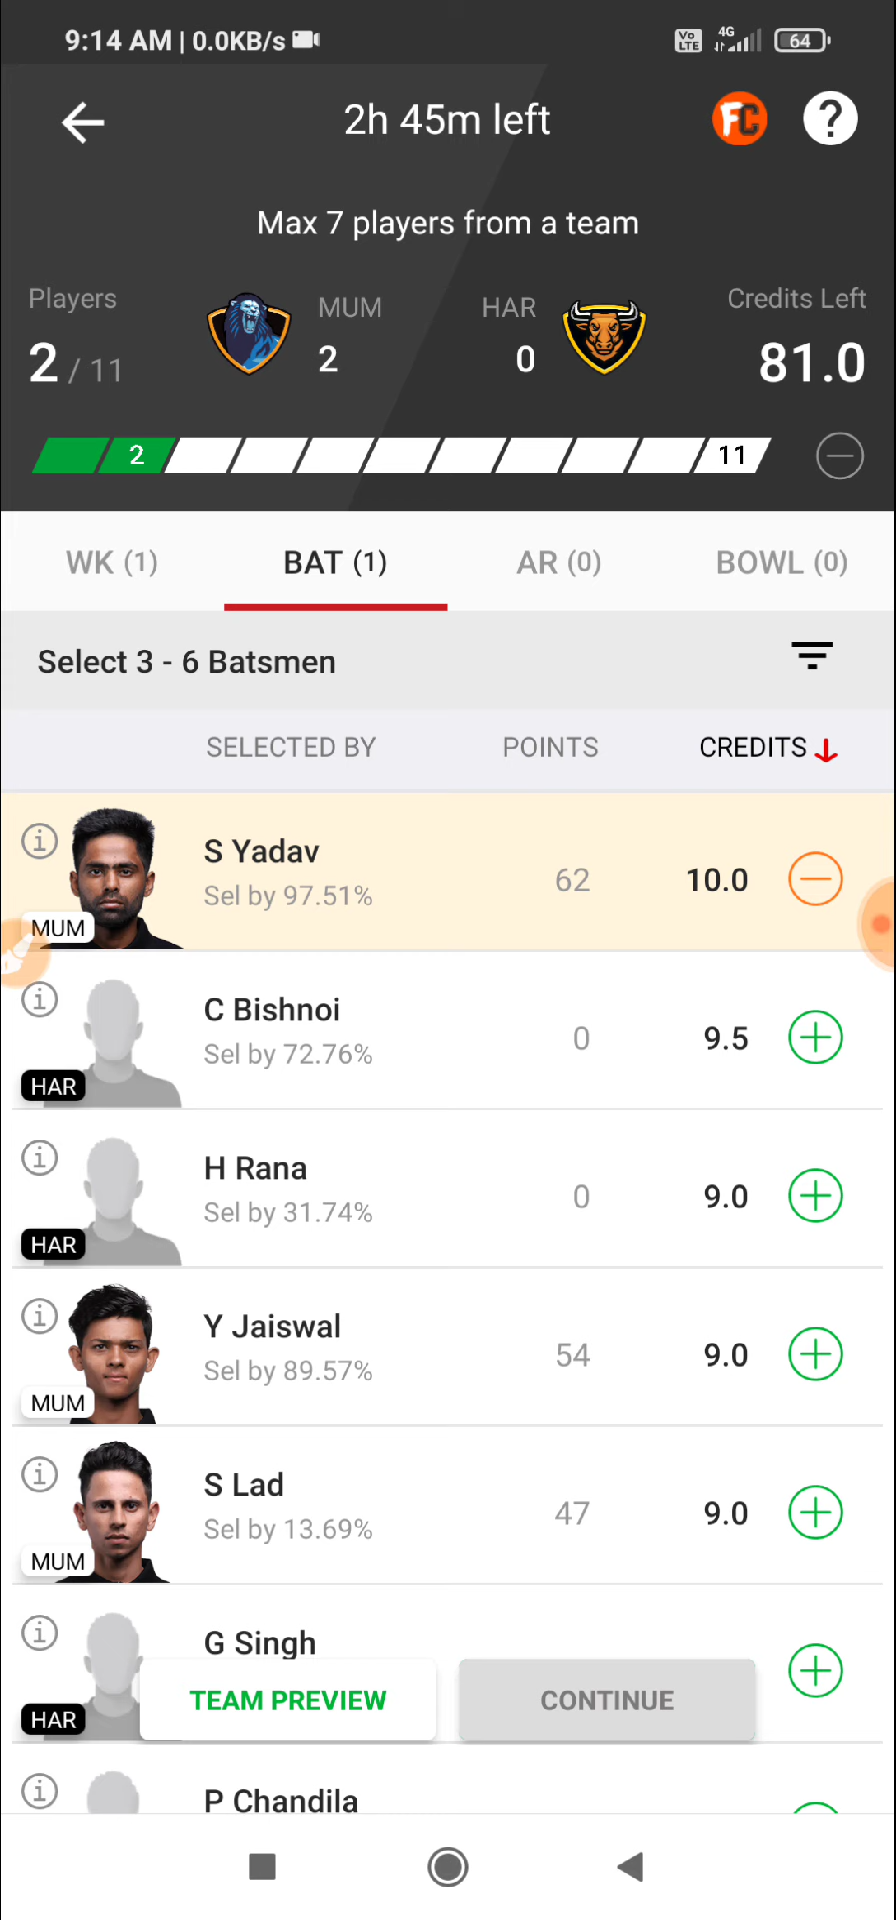 9:14 AM | 0.0KB/s
Vo LTE 4G 64
2h 45m left
FC ?
Max 7 players from a team
Players MUM HAR Credits Left
2 / 11 2 0 81.0
2 11
WK (1) BAT (1) AR (0) BOWL (0)
Select 3 - 6 Batsmen
SELECTED BY POINTS CREDITS
S Yadav
Sel by 97.51% 62 10.0
MUM
C Bishnoi
Sel by 72.76% 0 9.5
HAR
H Rana
Sel by 31.74% 0 9.0
HAR
Y Jaiswal
Sel by 89.57% 54 9.0
MUM
S Lad
Sel by 13.69% 47 9.0
MUM
G Singh
HAR
TEAM PREVIEW CONTINUE
P Chandila